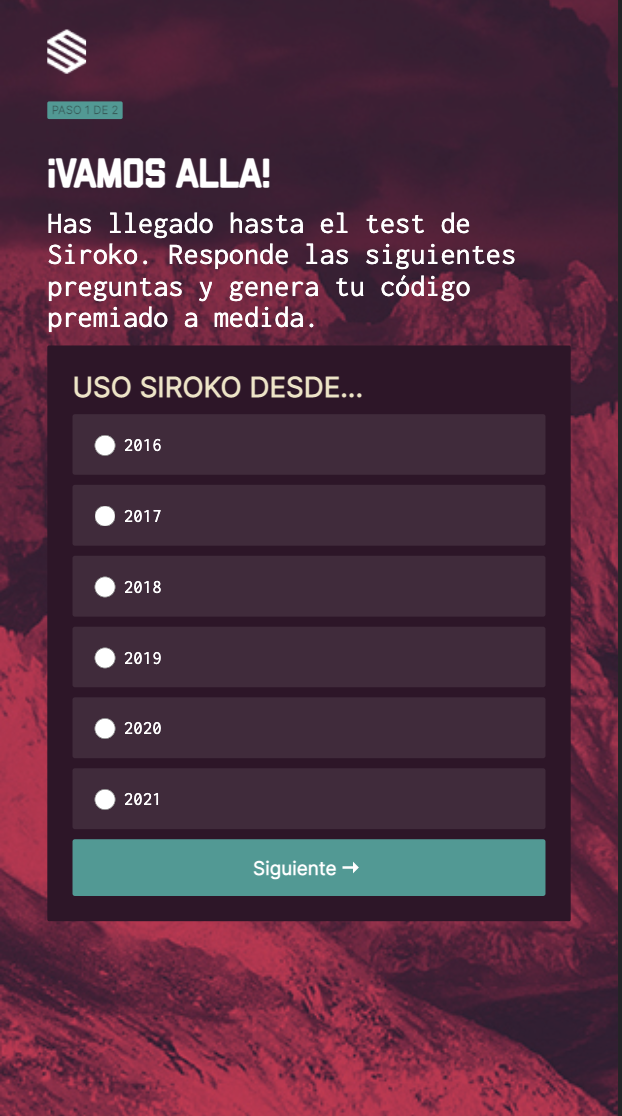 PASO 1 DE 2
¡VAMOS ALLA!
Has llegado hasta el test de
Siroko. Responde las siguientes
preguntas y genera tu código
premiado a medida.
USO SIROKO DESDE...
2016
2017
2018
2019
2020
2021
Siguiente →